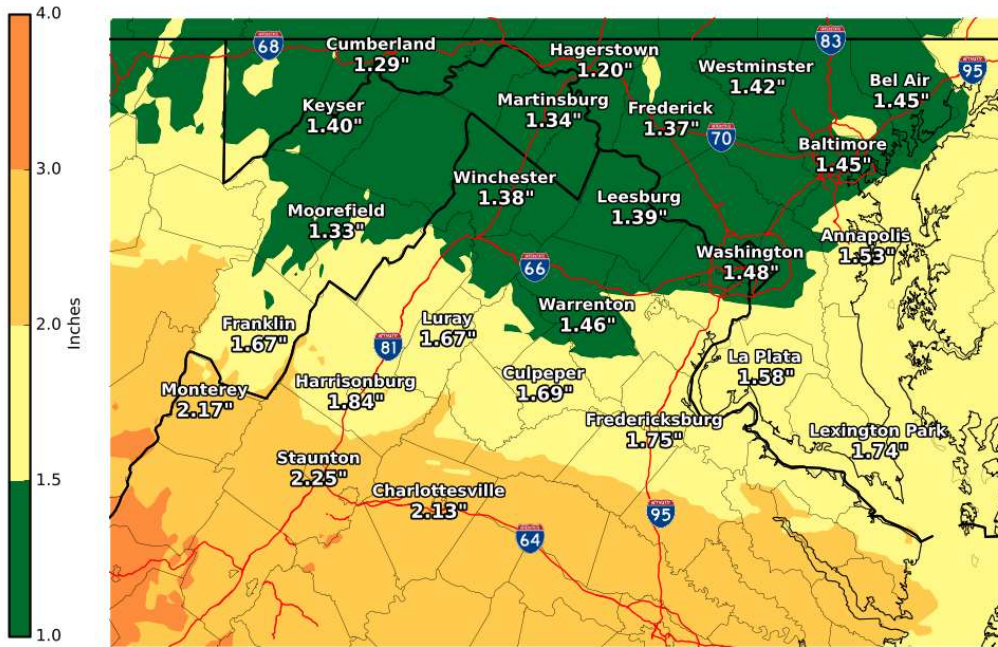 4.0
3.0
2.0
1.5
1.0
Inches
68
Cumberland
1.29"
Hagerstown
1.20"
83
Westminster
1.42"
95
Bel Air
1.45"
Keyser
1.40"
Martinsburg
1.34"
Frederick
1.37"
70
Baltimore
1.45"
Winchester
1.38"
Leesburg
1.39"
Moorefield
1.33"
Annapolis
1.53"
Washington
1.48"
66
Warrenton
1.46"
Franklin
1.67"
Luray
1.67"
81
La Plata
1.58"
Monterey
2.17"
Harrisonburg
1.84"
Culpeper
1.69"
Fredericksburg
1.75"
Lexington Park
1.74"
Staunton
2.25"
Charlottesville
2.13"
95
64